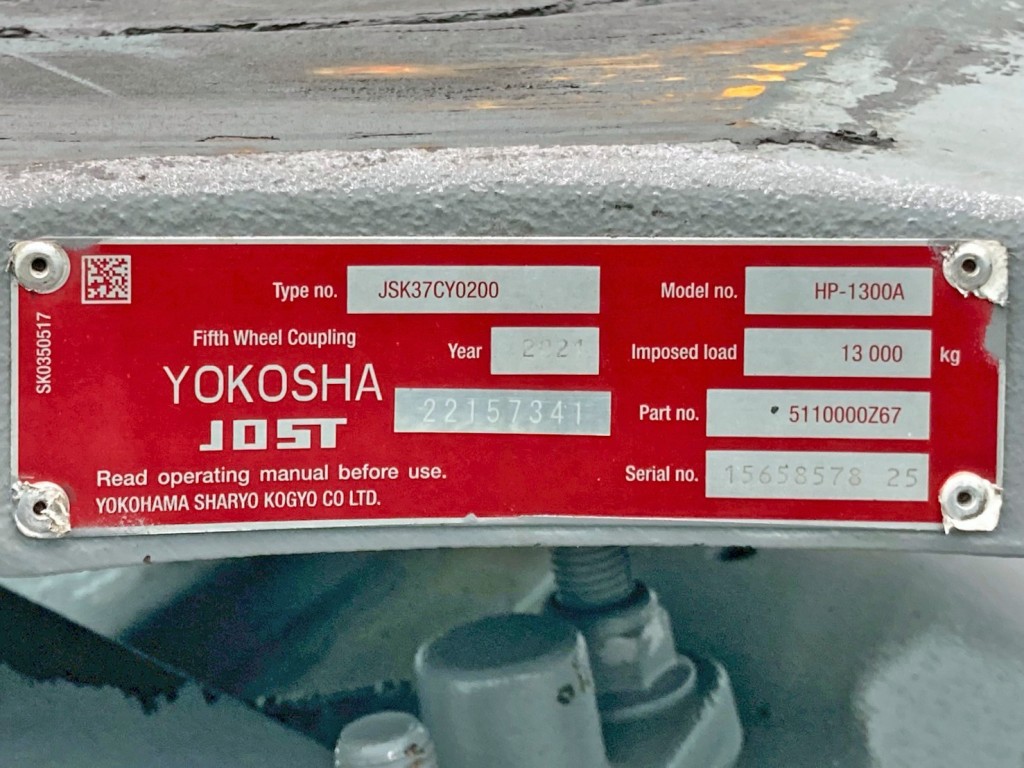 SK0350517
Type no. JSK37CY0200
Model no. HP-1300A
Fifth Wheel Coupling
Year 2021
Imposed load 13 000 kg
YOKOSHA
22157341
Part no. 5110000Z67
JOST
Serial no. 15658578 25
Read operating manual before use.
YOKOHAMA SHARYO KOGYO CO LTD.